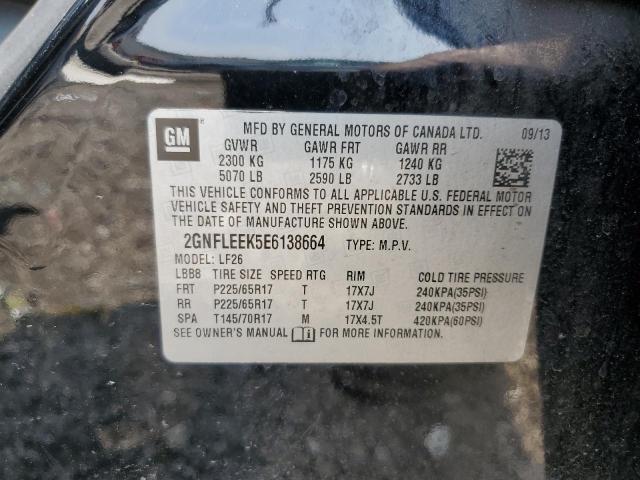 GM
MFD BY GENERAL MOTORS OF CANADA LTD. 09/13
GVWR GAWR FRT GAWR RR
2300 KG 1175 KG 1240 KG
5070 LB 2590 LB 2733 LB
THIS VEHICLE CONFORMS TO ALL APPLICABLE U.S. FEDERAL MOTOR
VEHICLE SAFETY AND THEFT PREVENTION STANDARDS IN EFFECT ON
THE DATE OF MANUFACTURE SHOWN ABOVE.
2GNFLEEK5E6138664 TYPE: M.P.V.
MODEL: LF26
LBB8 TIRE SIZE SPEED RTG RIM COLD TIRE PRESSURE
FRT P225/65R17 T 17X7J 240KPA(35PSI)
RR P225/65R17 T 17X7J 240KPA(35PSI)
SPA T145/70R17 M 17X4.5T 420KPA(60PSI)
SEE OWNER'S MANUAL FOR MORE INFORMATION.